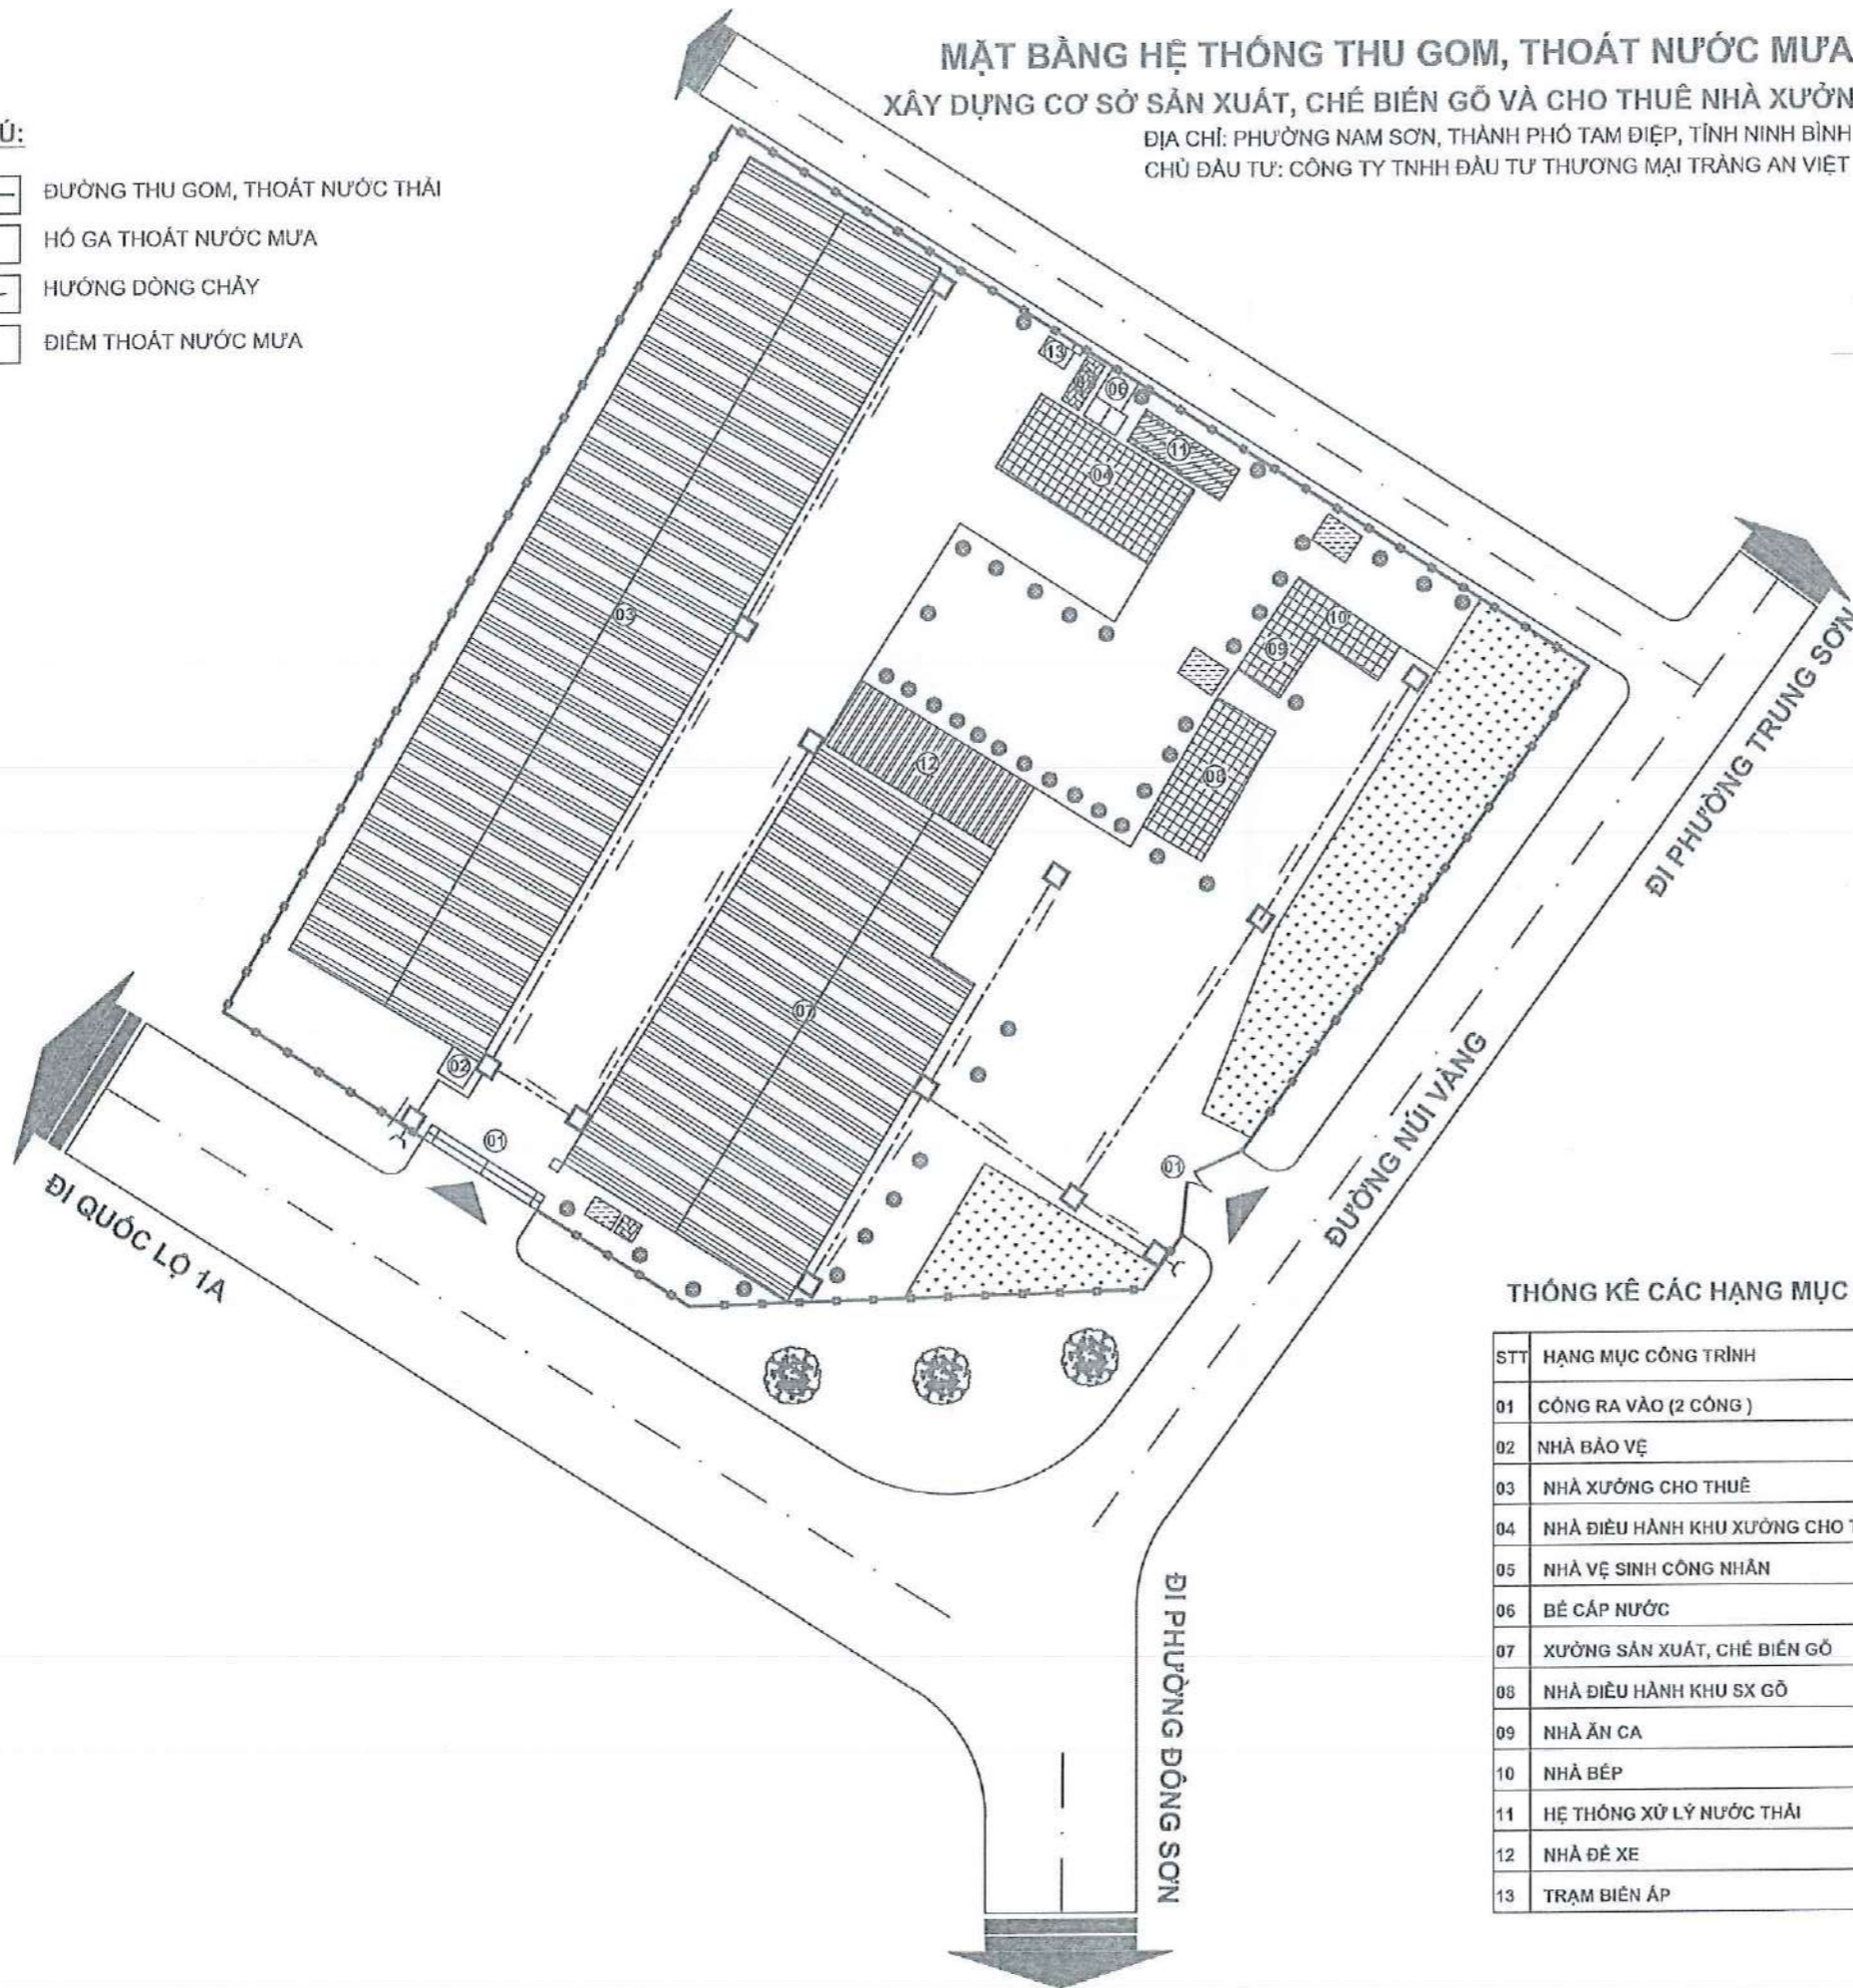 MẶT BẰNG HỆ THỐNG THU GOM, THOÁT NƯỚC MƯA
XÂY DỰNG CƠ SỞ SẢN XUẤT, CHẾ BIẾN GỖ VÀ CHO THUÊ NHÀ XƯỞN
ĐỊA CHỈ: PHƯỜNG NAM SƠN, THÀNH PHỐ TAM ĐIỆP, TỈNH NINH BÌNH
CHỦ ĐẦU TƯ: CÔNG TY TNHH ĐẦU TƯ THƯƠNG MẠI TRÀNG AN VIỆT
Ú:
ĐƯỜNG THU GOM, THOÁT NƯỚC THẢI
HỐ GA THOÁT NƯỚC MƯA
HƯỚNG DÒNG CHẢY
ĐIỂM THOÁT NƯỚC MƯA
13
06
11
04
03
10
09
12
08
07
02
01
01
ĐI PHƯỜNG TRUNG SƠN
ĐƯỜNG NÚI VÀNG
ĐI QUỐC LỘ 1A
ĐI PHƯỜNG ĐÔNG SƠN
THỐNG KÊ CÁC HẠNG MỤC
STT HẠNG MỤC CÔNG TRÌNH
01 CỔNG RA VÀO (2 CỔNG )
02 NHÀ BẢO VỆ
03 NHÀ XƯỞNG CHO THUÊ
04 NHÀ ĐIỀU HÀNH KHU XƯỞNG CHO T
05 NHÀ VỆ SINH CÔNG NHÂN
06 BỂ CẤP NƯỚC
07 XƯỞNG SẢN XUẤT, CHẾ BIẾN GỖ
08 NHÀ ĐIỀU HÀNH KHU SX GỖ
09 NHÀ ĂN CA
10 NHÀ BẾP
11 HỆ THỐNG XỬ LÝ NƯỚC THẢI
12 NHÀ ĐỂ XE
13 TRẠM BIẾN ÁP